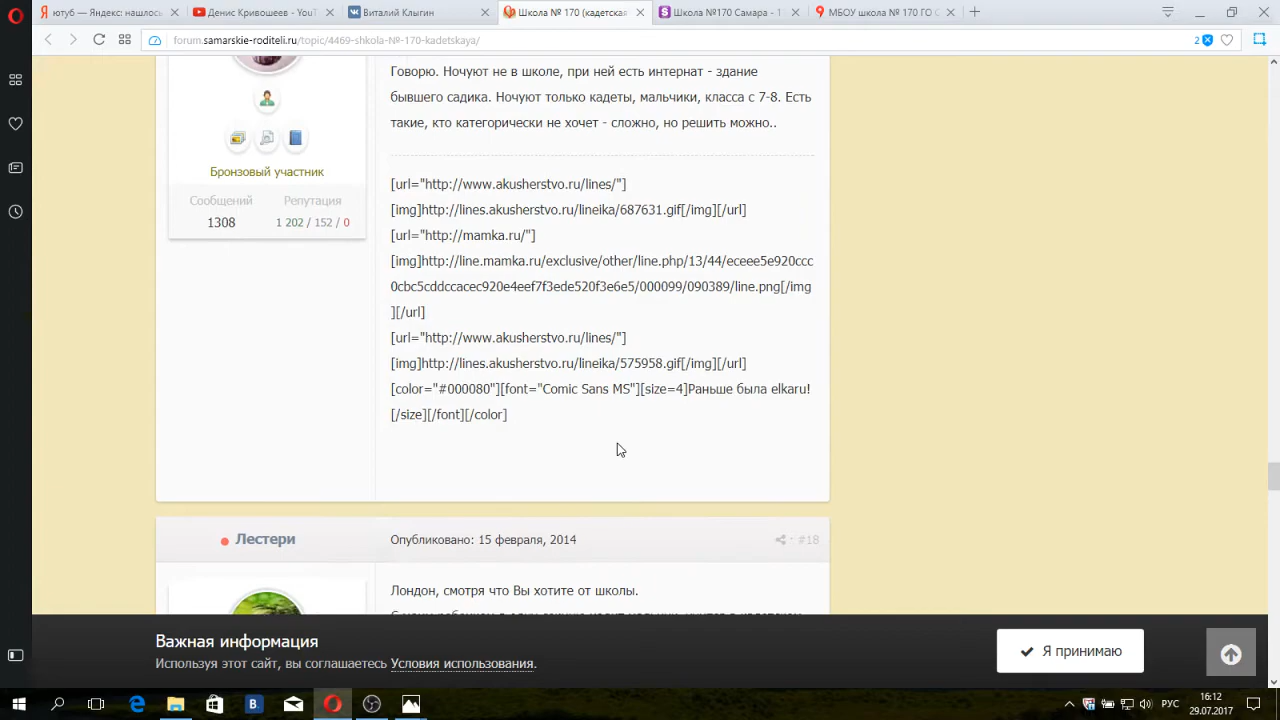 ютуб — Яндекс: нашлось
Денис Кривошеев - YouT
Виталий Клыгин
Школа № 170 (кадетская
Школа №170 Самара - 1
МБОУ школа № 170 ГО С
forum.samarskie-roditeli.ru/topic/4469-shkola-№-170-kadetskaya/
2
Говорю. Ночуют не в школе, при ней есть интернат - здание
бывшего садика. Ночуют только кадеты, мальчики, класса с 7-8. Есть
такие, кто категорически не хочет - сложно, но решить можно..
Бронзовый участник
Сообщений Репутация
1308 1 202 / 152 / 0
[url="http://www.akusherstvo.ru/lines/"]
[img]http://lines.akusherstvo.ru/lineika/687631.gif[/img][/url]
[url="http://mamka.ru/"]
[img]http://line.mamka.ru/exclusive/other/line.php/13/44/eceee5e920ccc
0cbc5cddccacec920e4eef7f3ede520f3e6e5/000099/090389/line.png[/img
][/url]
[url="http://www.akusherstvo.ru/lines/"]
[img]http://lines.akusherstvo.ru/lineika/575958.gif[/img][/url]
[color="#000080"][font="Comic Sans MS"][size=4]Раньше была elkaru!
[/size][/font][/color]
Лестери
Опубликовано: 15 февраля, 2014
#18
Лондон, смотря что Вы хотите от школы.
Важная информация
Используя этот сайт, вы соглашаетесь Условия использования.
Я принимаю
РУС
16:12
29.07.2017